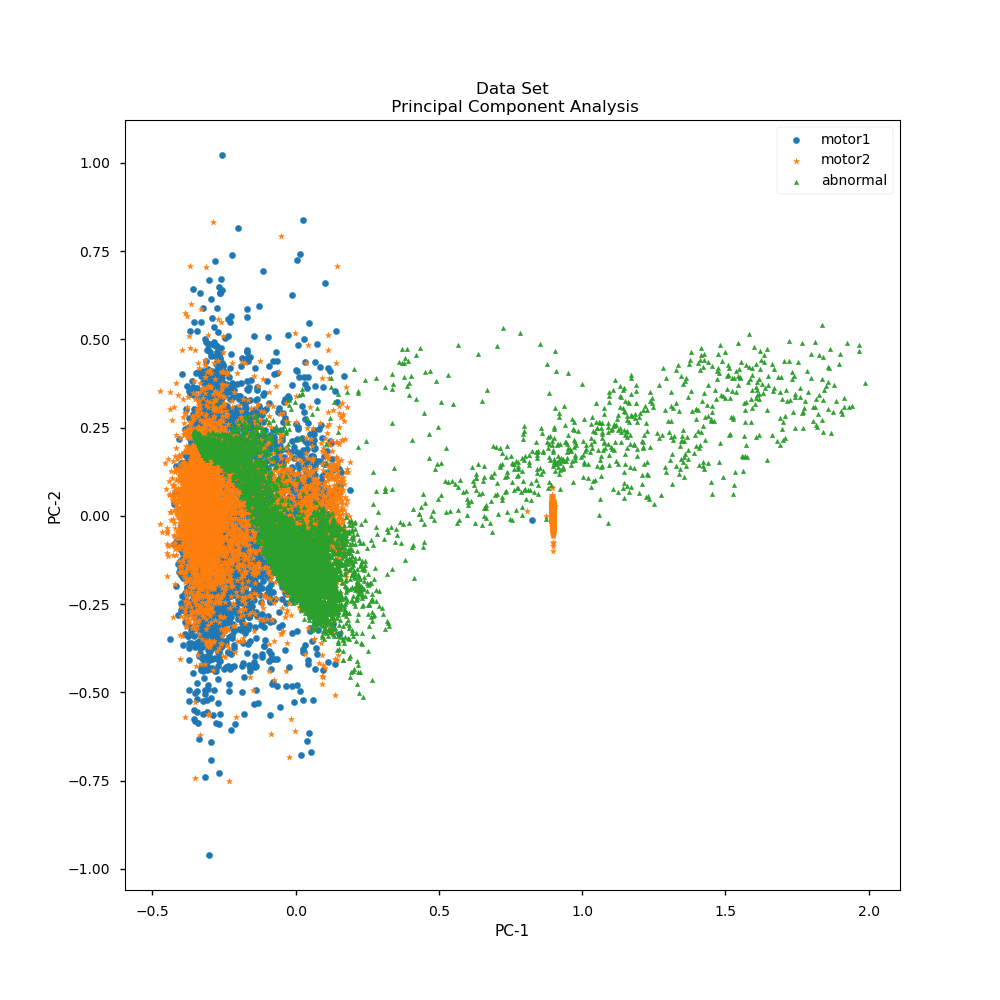 Data Set
Principal Component Analysis
motor1
motor2
abnormal
1.00
0.75
0.50
0.25
0.00
−0.25
−0.50
−0.75
−1.00
PC-2
−0.5
0.0
0.5
1.0
1.5
2.0
PC-1